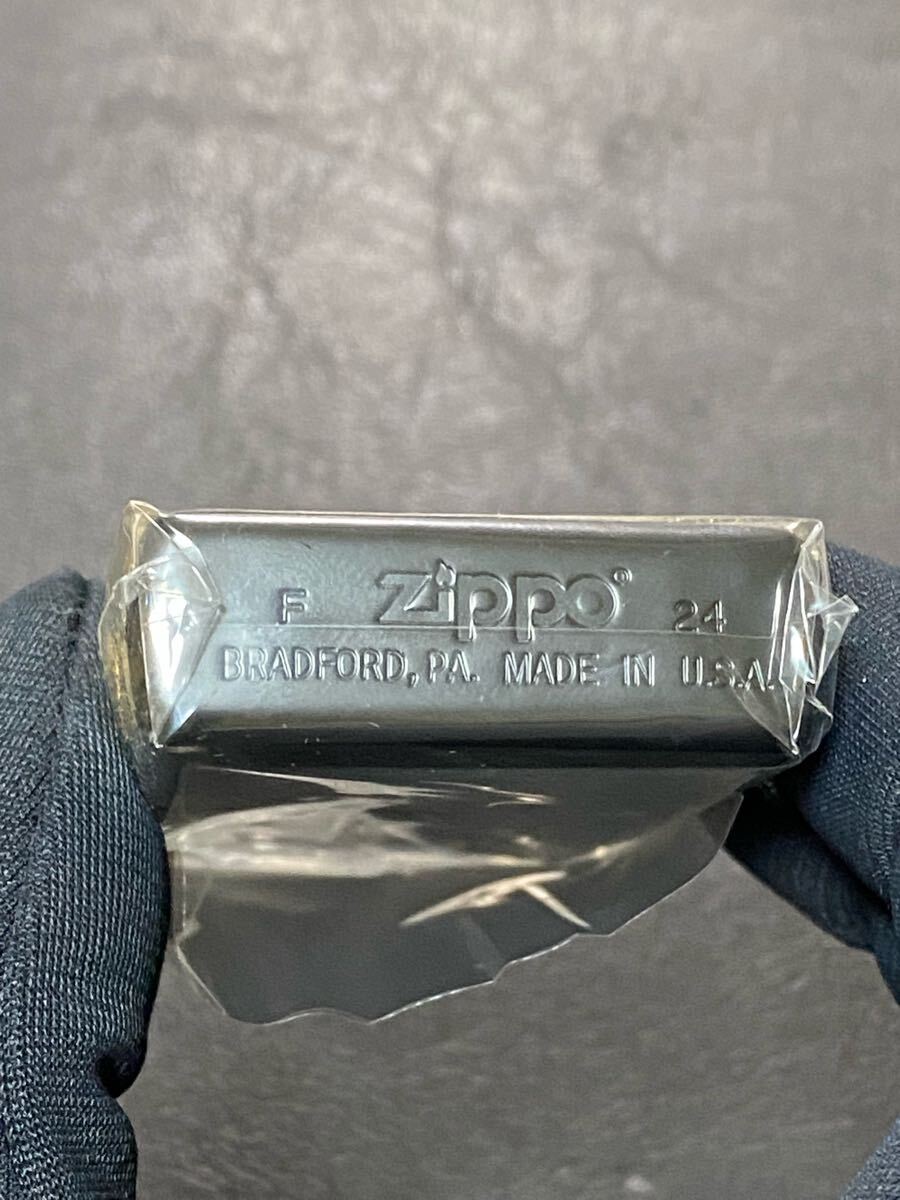 F zippo® 24
BRADFORD, PA. MADE IN U.S.A.